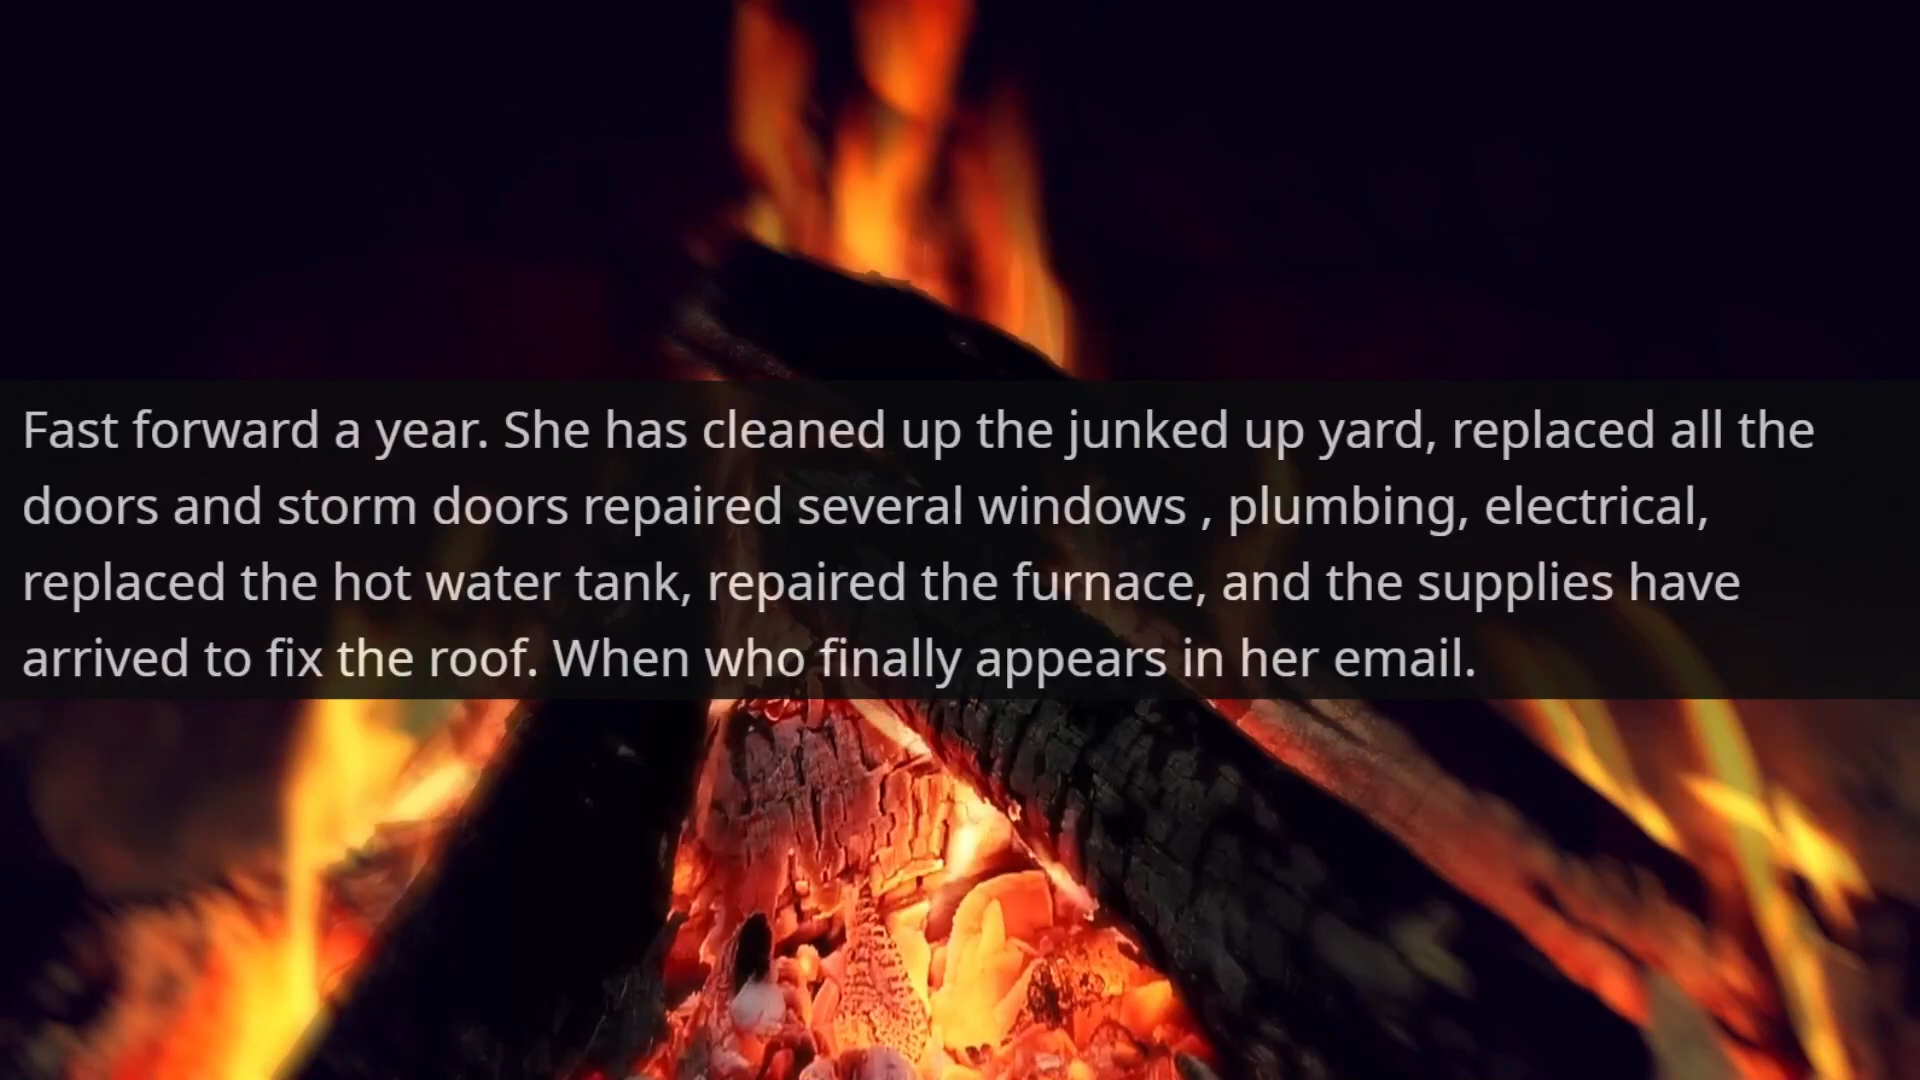 Fast forward a year. She has cleaned up the junked up yard, replaced all the
doors and storm doors repaired several windows , plumbing, electrical,
replaced the hot water tank, repaired the furnace, and the supplies have
arrived to fix the roof. When who finally appears in her email.